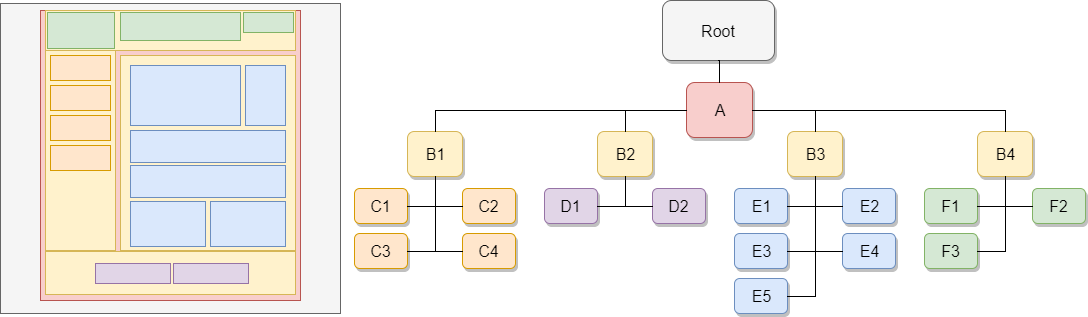 Root
A
B1 B2 B3 B4
C1 C2 D1 D2 E1 E2 F1 F2
C3 C4 E3 E4 F3
E5